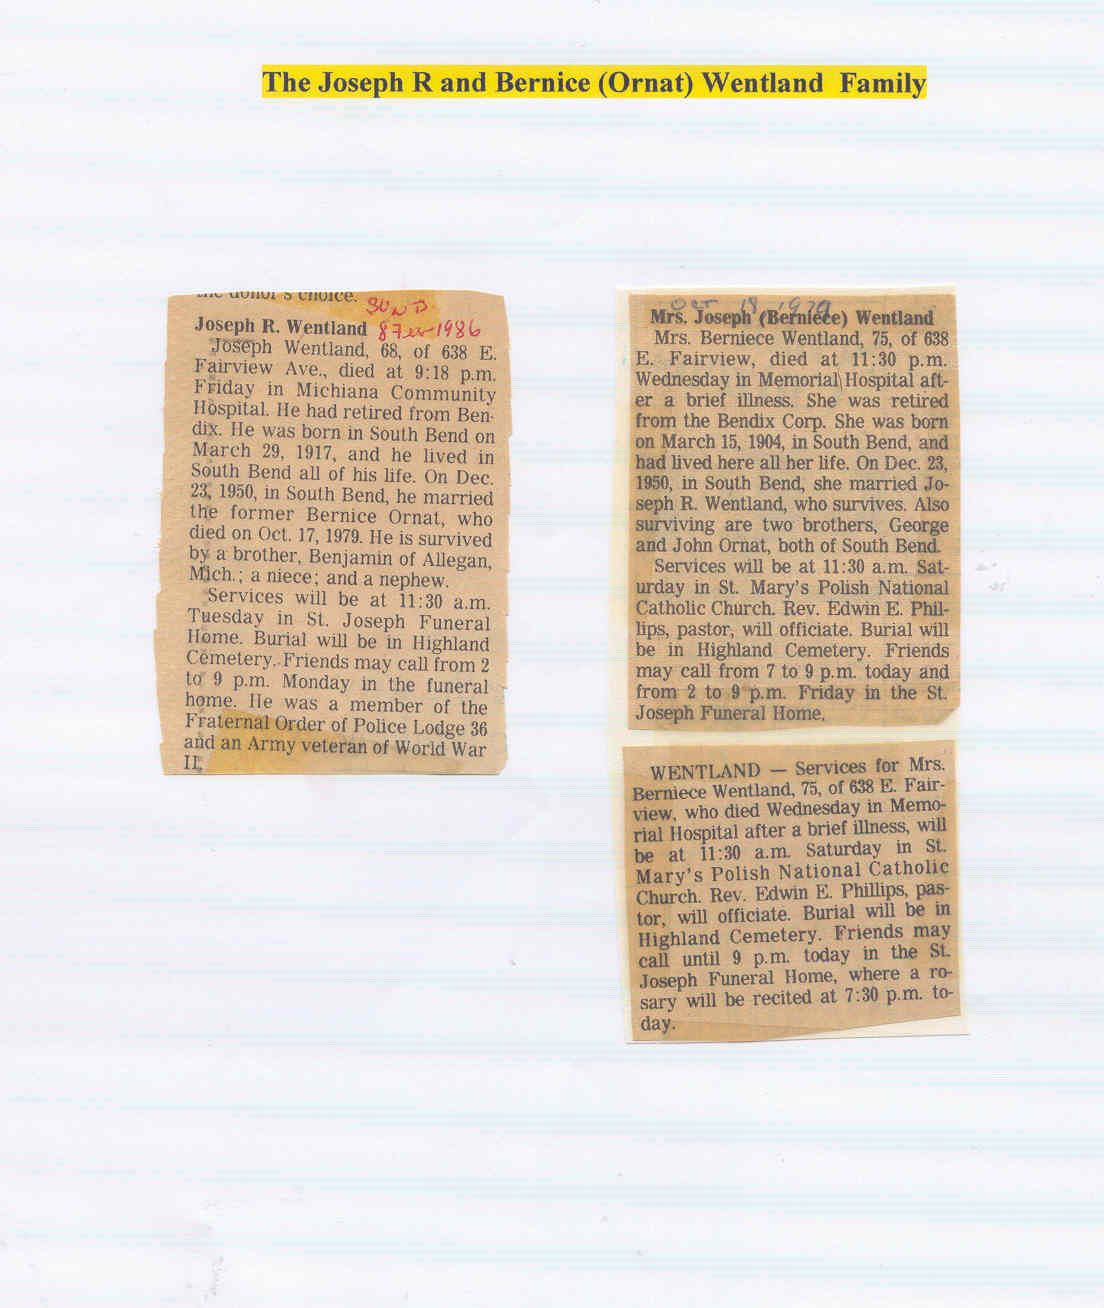 The Joseph R and Bernice (Ornat) Wentland Family
the donor's choice.
Joseph R. Wentland
8 Feb 1986
Joseph Wentland, 68, of 638 E.
Fairview Ave., died at 9:18 p.m.
Friday in Michiana Community
Hospital. He had retired from Ben-
dix. He was born in South Bend on
March 29, 1917, and he lived in
South Bend all of his life. On Dec.
23, 1950, in South Bend, he married
the former Bernice Ornat, who
died on Oct. 17, 1979. He is survived
by a brother, Benjamin of Allegan,
Mich.; a niece; and a nephew.
Services will be at 11:30 a.m.
Tuesday in St. Joseph Funeral
Home. Burial will be in Highland
Cemetery. Friends may call from 2
to 9 p.m. Monday in the funeral
home. He was a member of the
Fraternal Order of Police Lodge 36
and an Army veteran of World War
II.
Oct 18 1979
Mrs. Joseph (Berniece) Wentland
Mrs. Berniece Wentland, 75, of 638
E. Fairview, died at 11:30 p.m.
Wednesday in Memorial Hospital aft-
er a brief illness. She was retired
from the Bendix Corp. She was born
on March 15, 1904, in South Bend, and
had lived here all her life. On Dec. 23,
1950, in South Bend, she married Jo-
seph R. Wentland, who survives. Also
surviving are two brothers, George
and John Ornat, both of South Bend.
Services will be at 11:30 a.m. Sat-
urday in St. Mary's Polish National
Catholic Church. Rev. Edwin E. Phil-
lips, pastor, will officiate. Burial will
be in Highland Cemetery. Friends
may call from 7 to 9 p.m. today and
from 2 to 9 p.m. Friday in the St.
Joseph Funeral Home.
WENTLAND — Services for Mrs.
Berniece Wentland, 75, of 638 E. Fair-
view, who died Wednesday in Memo-
rial Hospital after a brief illness, will
be at 11:30 a.m. Saturday in St.
Mary's Polish National Catholic
Church. Rev. Edwin E. Phillips, pas-
tor, will officiate. Burial will be in
Highland Cemetery. Friends may
call until 9 p.m. today in the St.
Joseph Funeral Home, where a ro-
sary will be recited at 7:30 p.m. to-
day.